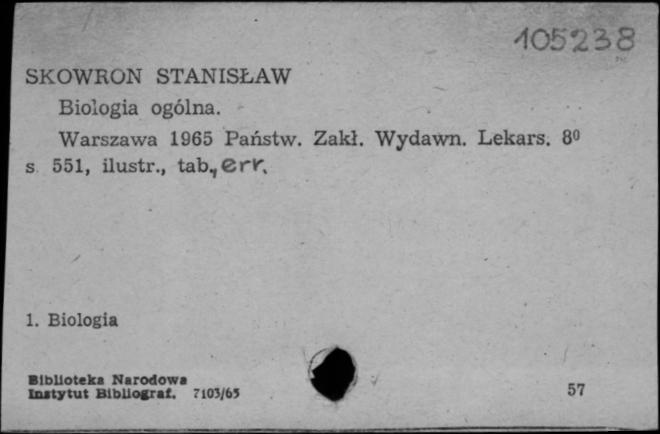 105238
SKOWRON STANISŁAW
Biologia ogólna.
Warszawa 1965 Państw. Zakł. Wydawn. Lekars. 8⁰
s 551, ilustr., tab., err.
1. Biologia
Biblioteka Narodowa
Instytut Bibliograf. 7103/65
57